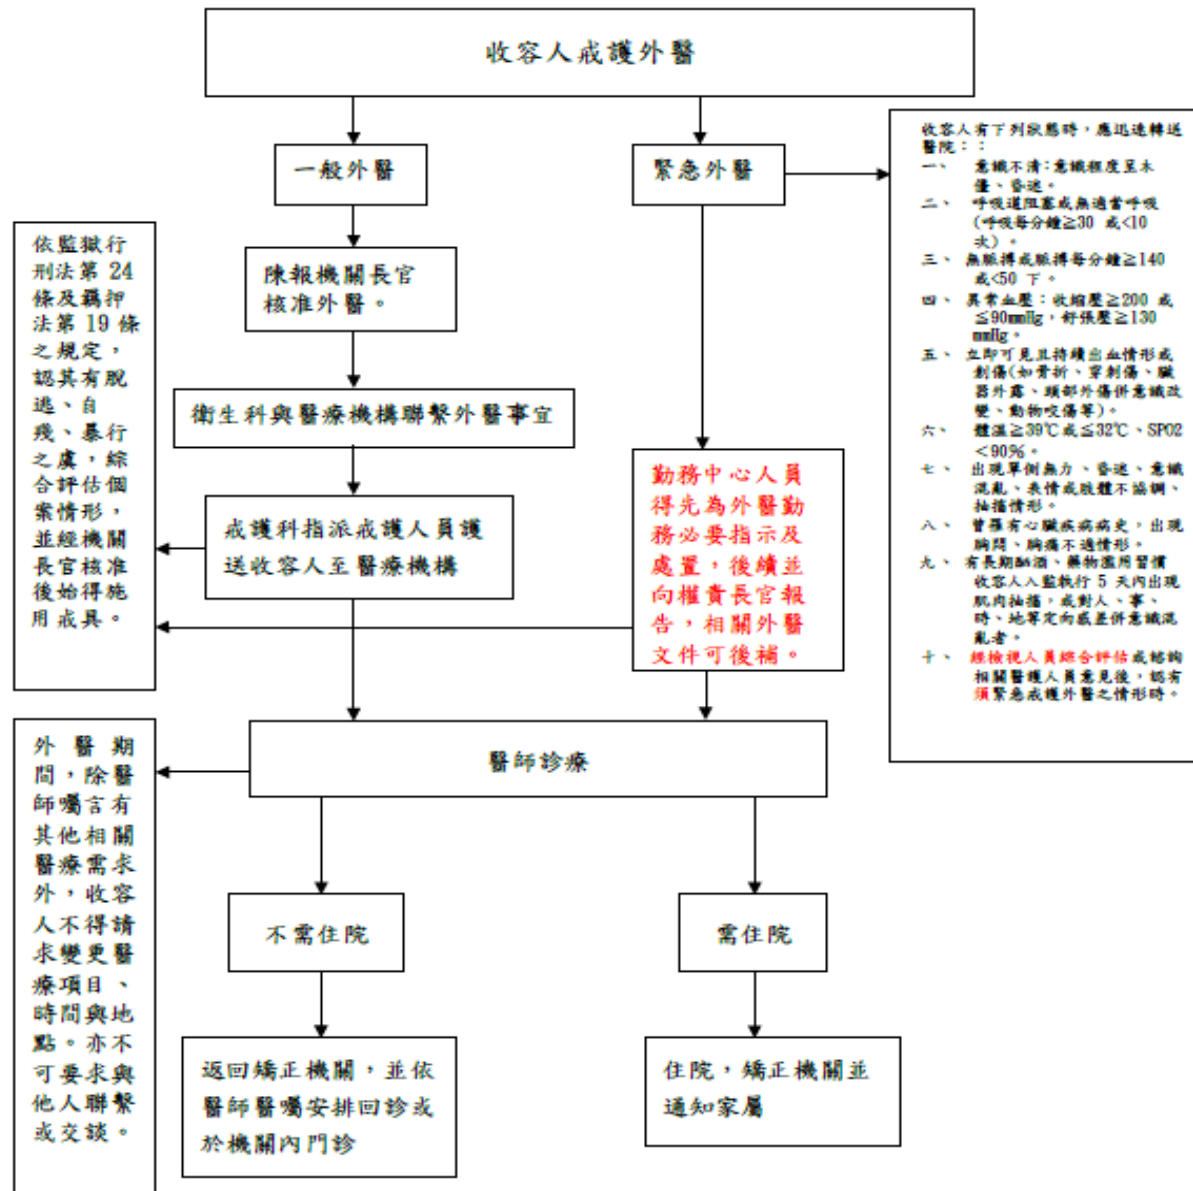 收容人戒護外醫
一般外醫
緊急外醫
收容人有下列狀態時，應迅速轉送
醫院：：
一、 意識不清：意識程度呈木
僵、昏迷。
二、 呼吸道阻塞或無適當呼吸
(呼吸每分鐘≧30 或<10
次)。
三、 無脈搏或脈搏每分鐘≧140
或<50 下。
四、 異常血壓：收縮壓≧200 或
≦90mmHg，舒張壓≧130
mmHg。
五、 立即可見且持續出血情形或
創傷(如骨折、穿刺傷、臟
器外露、頭部外傷併意識改
變、動物咬傷等)。
六、 體溫≧39℃或≦32℃、SPO2
＜90％。
七、 出現單側無力、昏迷、意識
混亂、表情或肢體不協調、
抽搐情形。
八、 曾罹有心臟疾病病史，出現
胸悶、胸痛不適情形。
九、 有長期酗酒、藥物濫用習慣
收容人入監執行 5 天內出現
肌肉抽搐，或對人、事、
時、地等定向感差併意識混
亂者。
十、 經檢視人員綜合評估或諮詢
相關醫護人員意見後，認有
須緊急戒護外醫之情形時。
陳報機關長官
核准外醫。
衛生科與醫療機構聯繫外醫事宜
戒護科指派戒護人員護
送收容人至醫療機構
依監獄行
刑法第 24
條及羈押
法第 19 條
之規定，
認其有脫
逃、自
殘、暴行
之虞，綜
合評估個
案情形，
並經機關
長官核准
後始得施
用戒具。
勤務中心人員
得先為外醫勤
務必要指示及
處置，後續並
向權責長官報
告，相關外醫
文件可後補。
醫師診療
外醫期
間，除醫
師囑言有
其他相關
醫療需求
外，收容
人不得請
求變更醫
療項目、
時間與地
點。亦不
可要求與
他人聯繫
或交談。
不需住院
需住院
返回矯正機關，並依
醫師醫囑安排回診或
於機關內門診
住院，矯正機關並
通知家屬